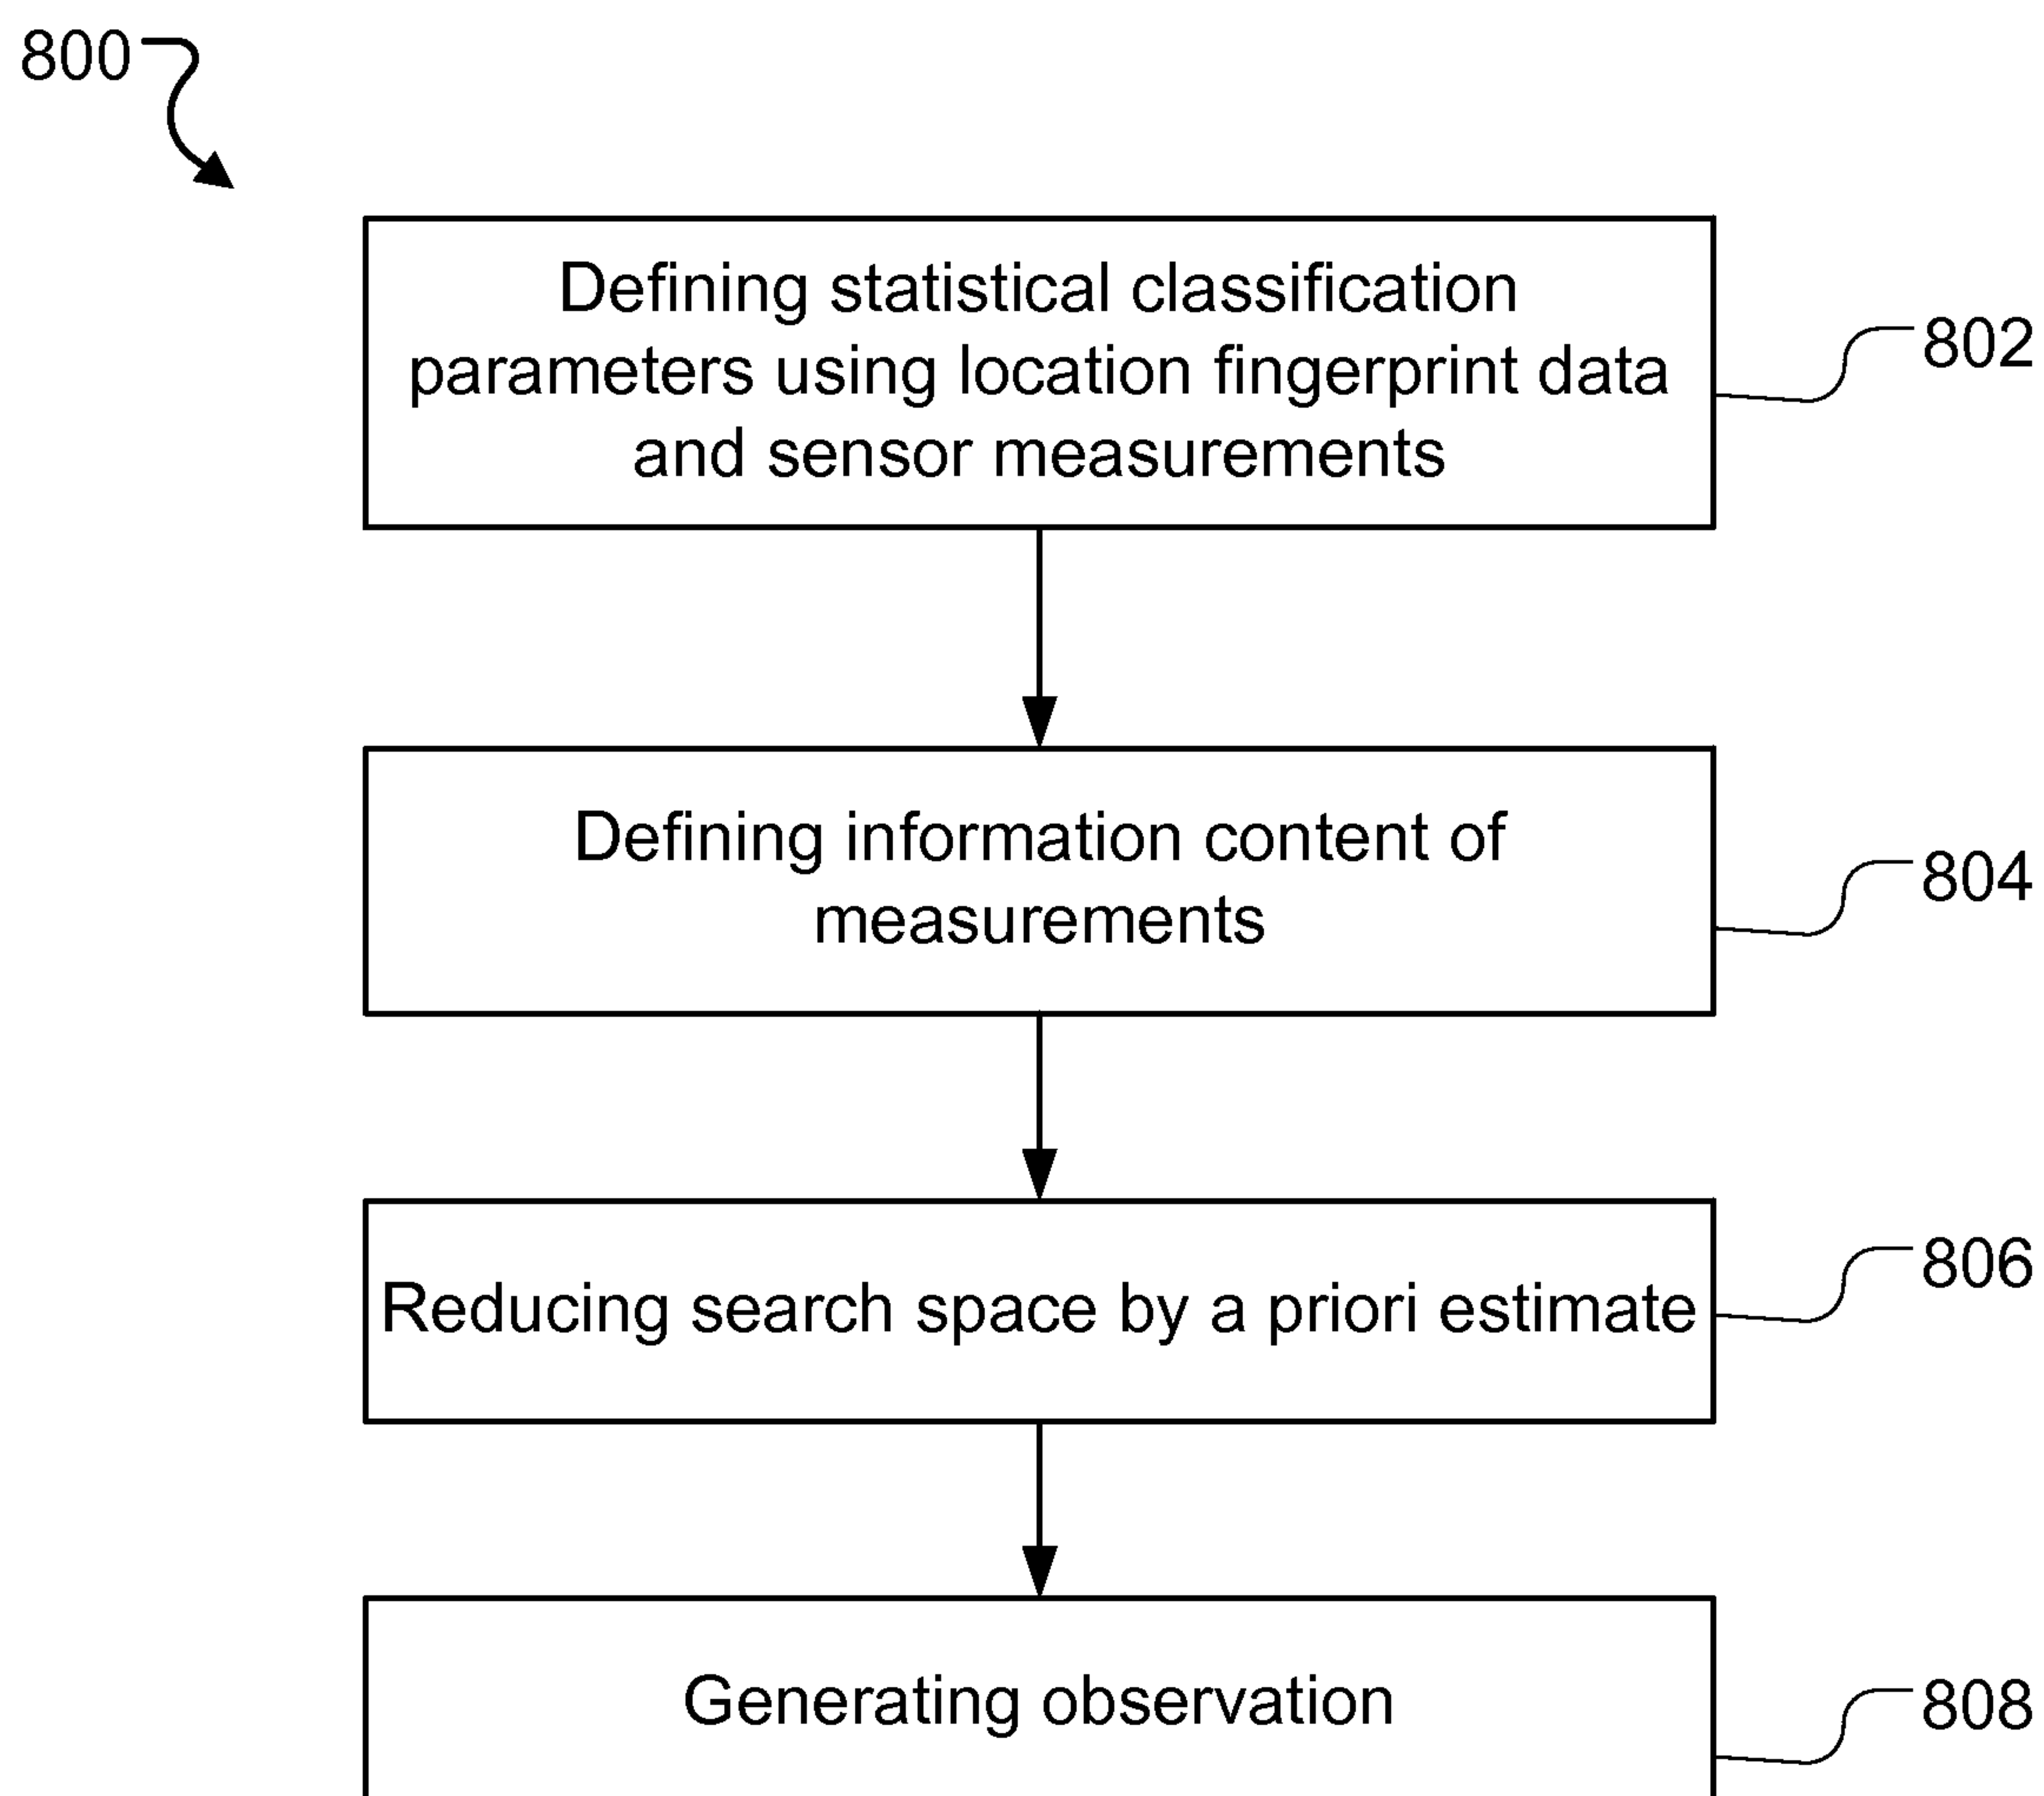 800
Defining statistical classification
parameters using location fingerprint data
and sensor measurements
802
Defining information content of
measurements
804
Reducing search space by a priori estimate
806
Generating observation
808